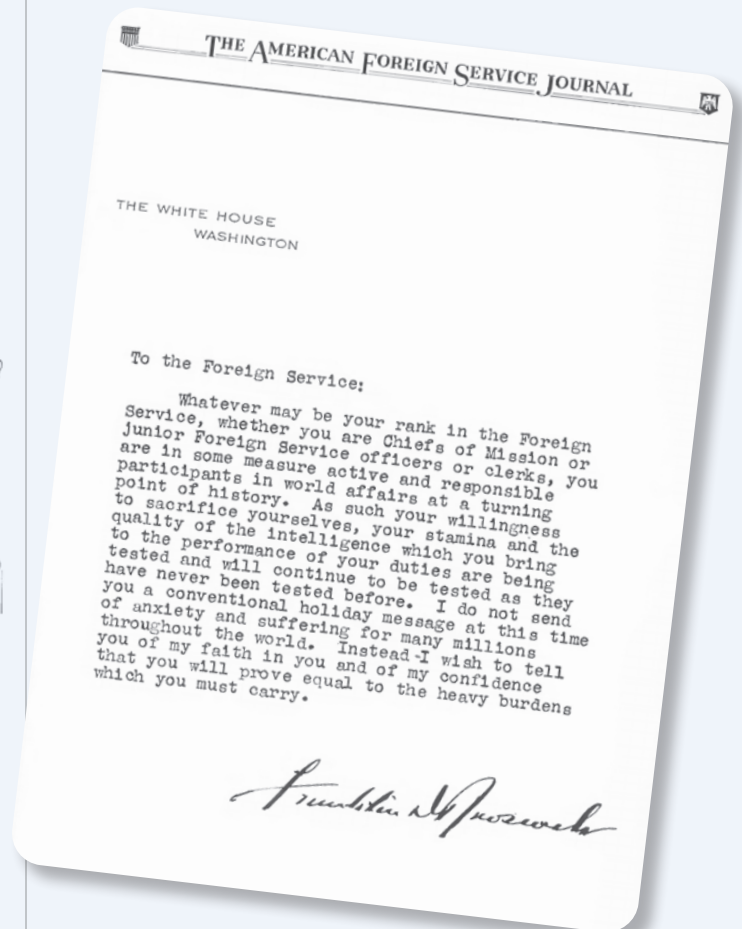 THE AMERICAN FOREIGN SERVICE JOURNAL
THE WHITE HOUSE
WASHINGTON
To the Foreign Service:
Whatever may be your rank in the Foreign
Service, whether you are Chiefs of Mission or
junior Foreign Service officers or clerks, you
are in some measure active and responsible
participants in world affairs at a turning
point of history. As such your willingness
to sacrifice yourselves, your stamina and the
quality of the intelligence which you bring
to the performance of your duties are being
tested and will continue to be tested as they
have never been tested before. I do not send
you a conventional holiday message at this time
of anxiety and suffering for many millions
throughout the world. Instead I wish to tell
you of my faith in you and of my confidence
that you will prove equal to the heavy burdens
which you must carry.
Franklin D Roosevelt